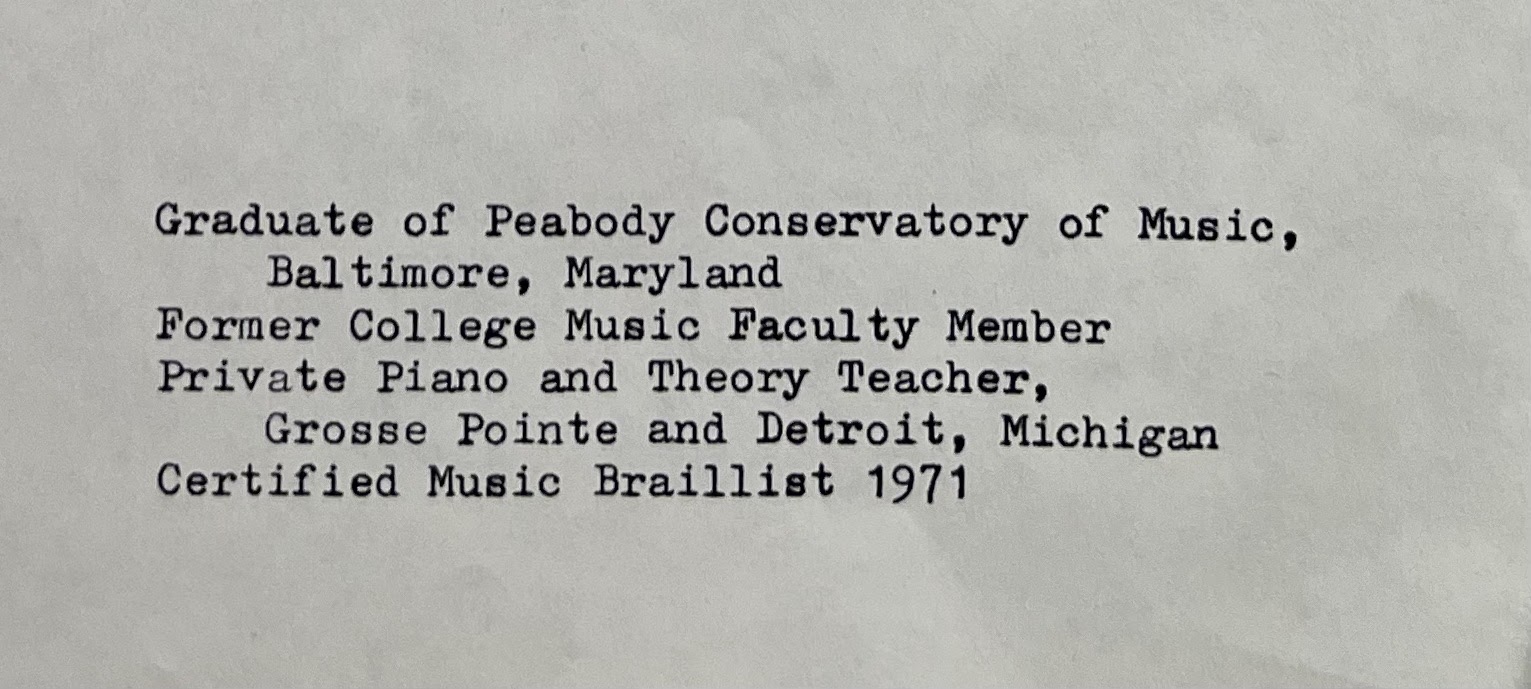 Graduate of Peabody Conservatory of Music,
Baltimore, Maryland
Former College Music Faculty Member
Private Piano and Theory Teacher,
Grosse Pointe and Detroit, Michigan
Certified Music Braillist 1971